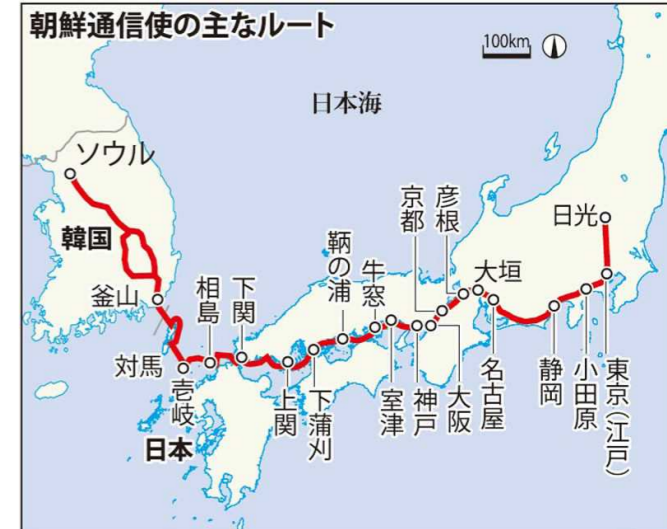 朝鮮通信使の主なルート
100km
日本海
ソウル
韓国
釜山
対馬
壱岐
日本
相島
下関
上関
下蒲刈
鞆の浦
牛窓
室津
神戸
大阪
京都
彦根
大垣
名古屋
静岡
小田原
東京(江戸)
日光